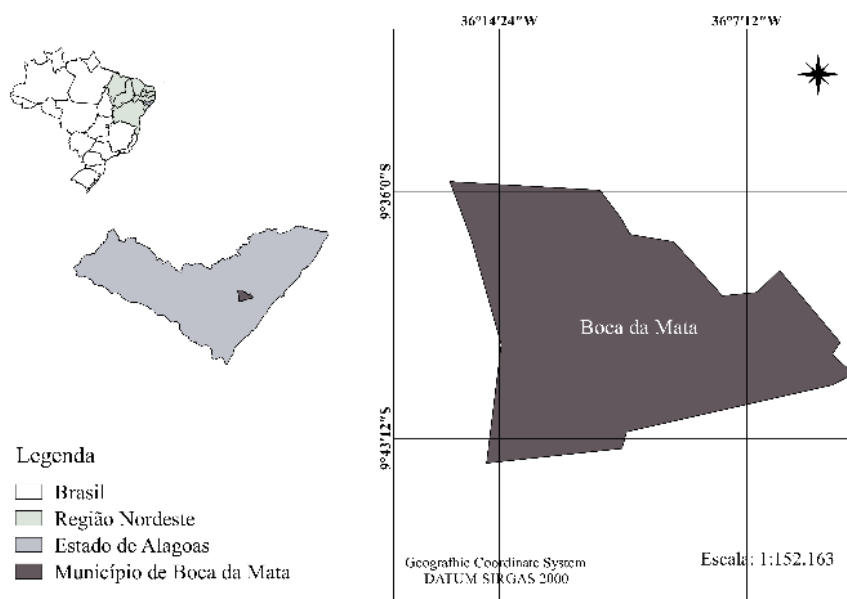 36°14'24"W
36°7'12"W
9°36'0"S
Boca da Mata
9°43'12"S
Legenda
Brasil
Região Nordeste
Estado de Alagoas
Município de Boca da Mata
Geografhic Coordinate System
DATUM SIRGAS 2000
Escala: 1:152.163